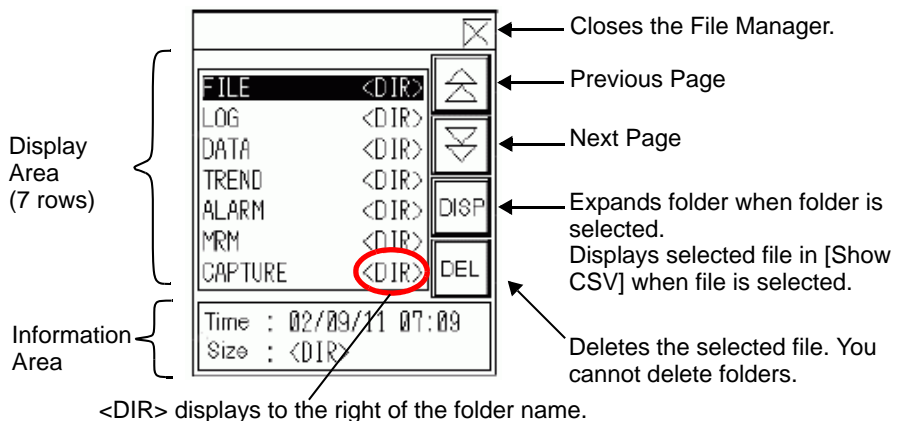 Closes the File Manager.
Previous Page
Next Page
Display
Area
(7 rows)
FILE <DIR>
LOG <DIR>
DATA <DIR>
TREND <DIR>
ALARM <DIR>
MRM <DIR>
CAPTURE <DIR>
DISP
DEL
Expands folder when folder is
selected.
Displays selected file in [Show
CSV] when file is selected.
Information
Area
Time : 02/09/11 07:09
Size : <DIR>
Deletes the selected file. You
cannot delete folders.
<DIR> displays to the right of the folder name.